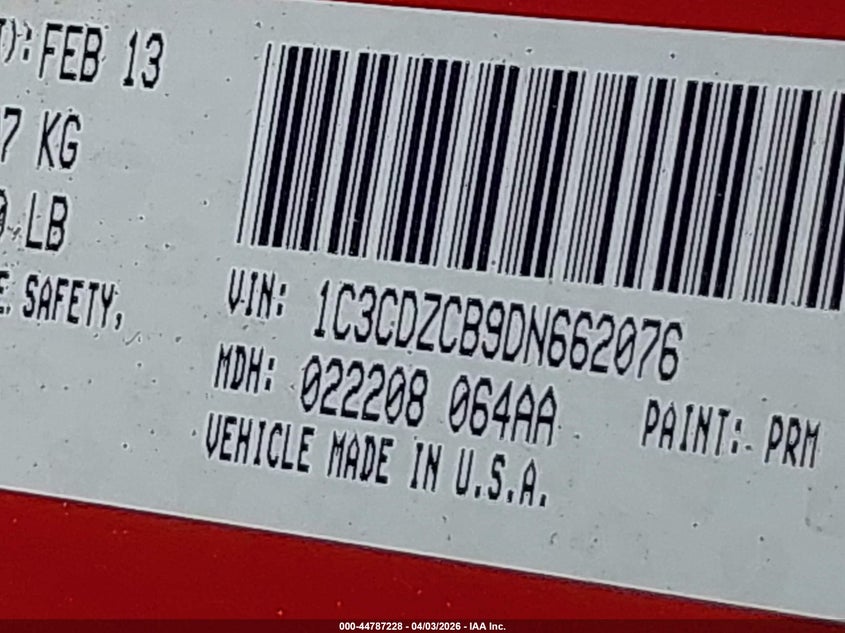 T): FEB 13
7 KG
0 LB
E SAFETY,
VIN: 1C3CDZCB9DN662076
MDH: 022208 064AA
PAINT: PRM
VEHICLE MADE IN U.S.A.
000-44787228 - 04/03/2026 - IAA Inc.